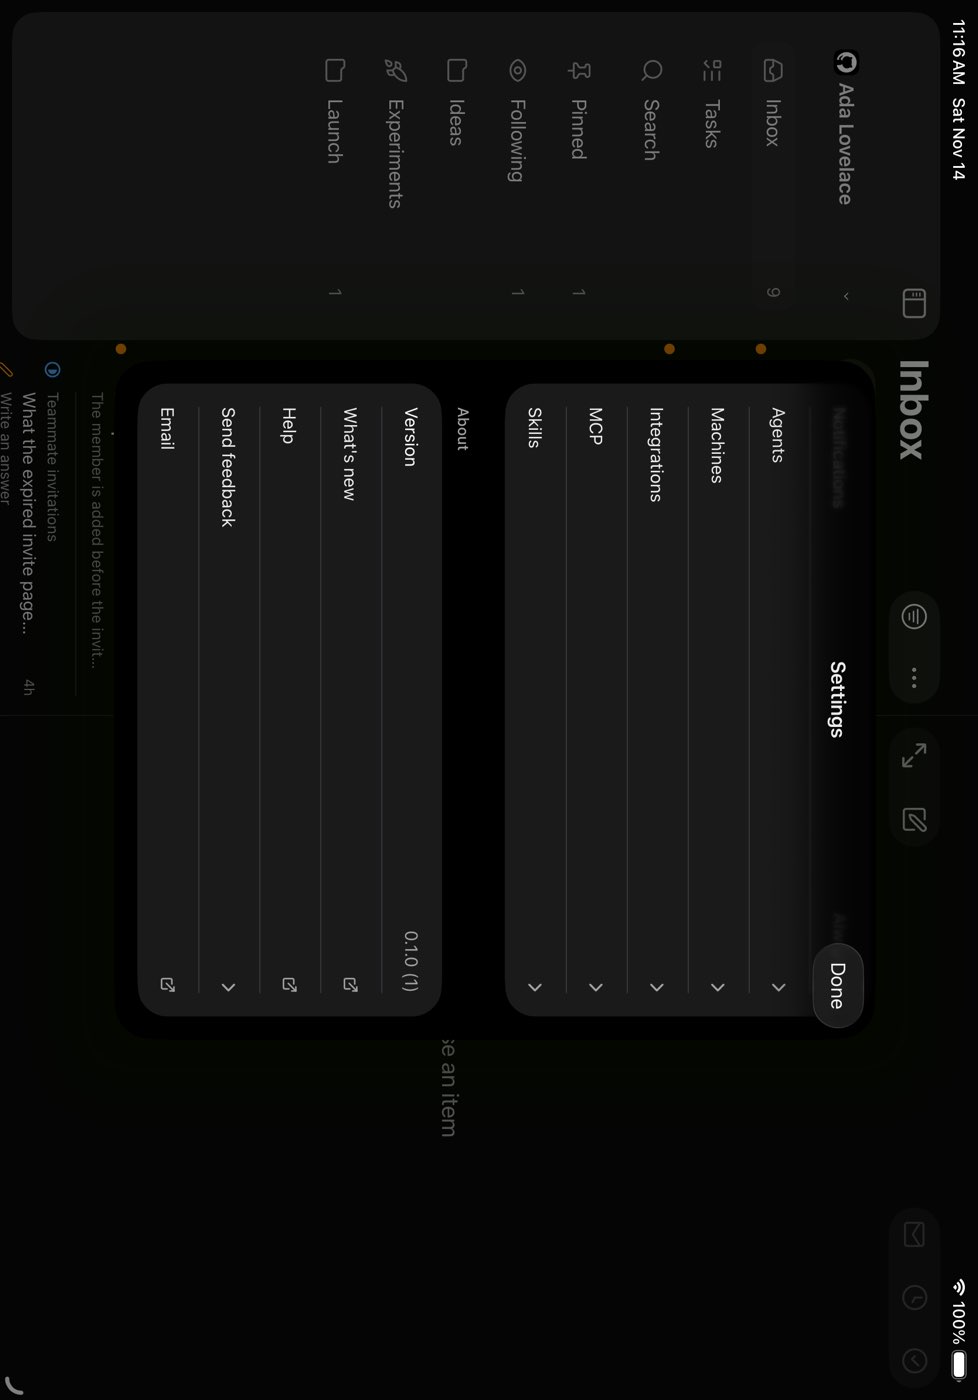 11:16 AM Sat Nov 14
100%
Ada Lovelace
Inbox 9
Tasks
Search
Pinned 1
Following 1
Ideas
Experiments
Launch 1
Inbox
Notifications
Settings
Done
Agents
Machines
Integrations
MCP
Skills
About
Version 0.1.0 (1)
What's new
Help
Send feedback
Email
an item
The member is added before the invit...
Teammate invitations
What the expired invite page... 4h
Write an answer